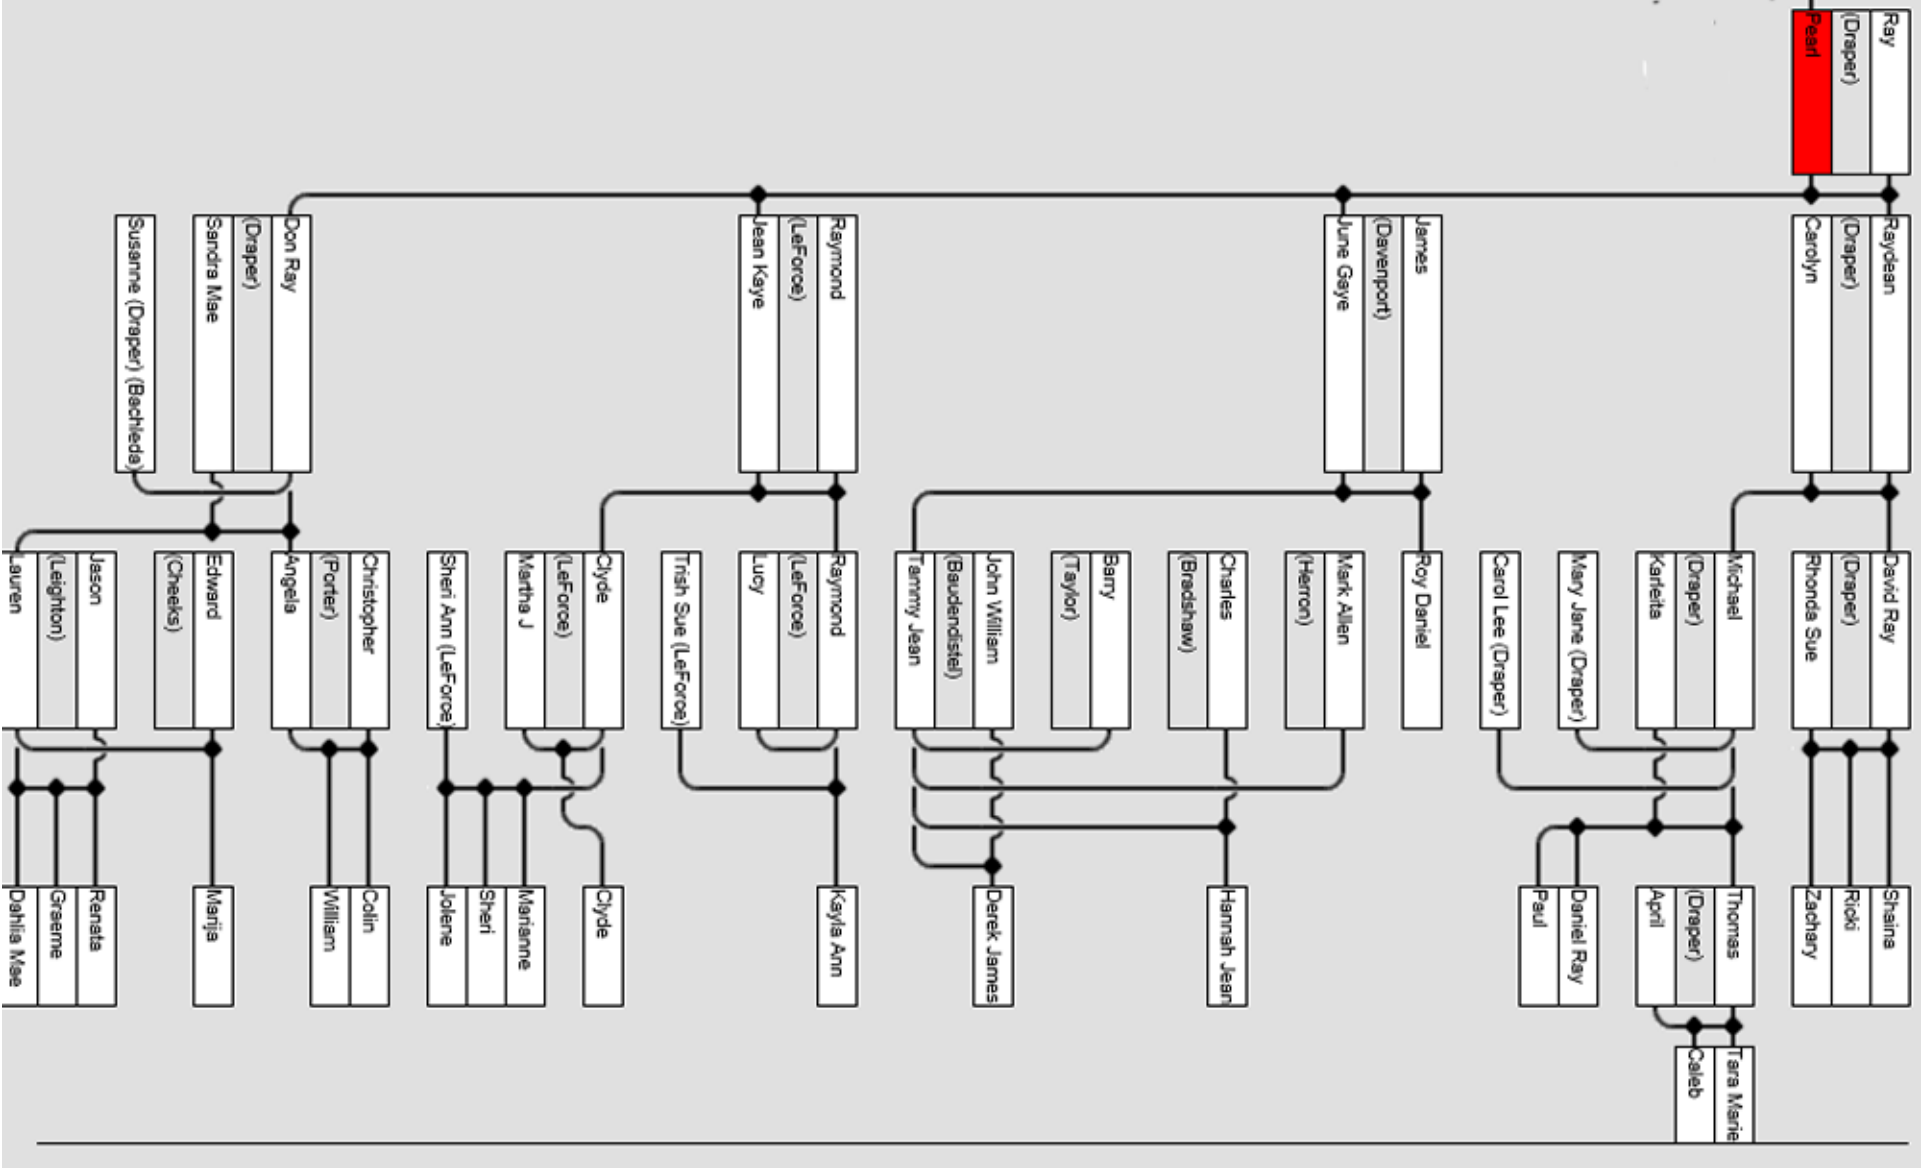 Ray
(Draper)
Pearl
Raydean
(Draper)
Carolyn
James
(Davenport)
June Gaye
Raymond
(LeForce)
Jean Kaye
Don Ray
(Draper)
Sandra Mae
Susanne (Draper) (Bachleda)
David Ray
(Draper)
Rhonda Sue
Michael
(Draper)
Karleita
Mary Jane (Draper)
Carol Lee (Draper)
Roy Daniel
Mark Allen
(Herron)
Charles
(Bradshaw)
Barry
(Taylor)
John William
(Baudendistel)
Tammy Jean
Raymond
(LeForce)
Lucy
Trish Sue (LeForce)
Clyde
(LeForce)
Martha J
Sheri Ann (LeForce)
Christopher
(Porter)
Angela
Edward
(Cheeks)
Jason
(Leighton)
Lauren
Shaina
Ricki
Zachary
Thomas
(Draper)
April
Daniel Ray
Paul
Hannah Jean
Derek James
Kayla Ann
Clyde
Marianne
Sheri
Jolene
Colin
William
Marija
Renata
Graeme
Dahlia Mae
Tara Marie
Caleb